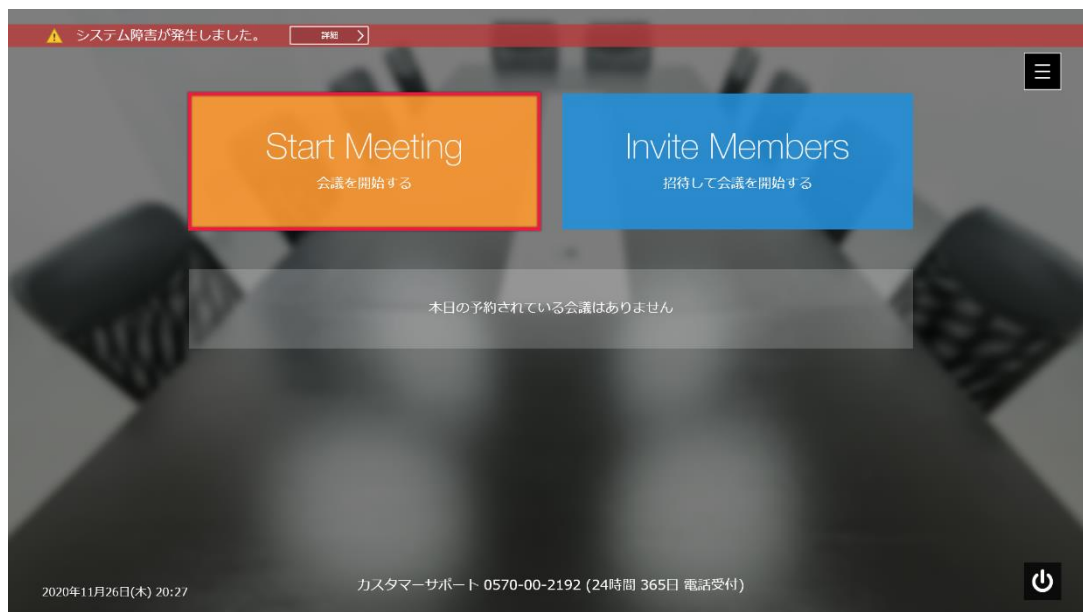 システム障害が発生しました。 詳細
Start Meeting
会議を開始する
Invite Members
招待して会議を開始する
本日の予約されている会議はありません
2020年11月26日(木) 20:27
カスタマーサポート 0570-00-2192 (24時間 365日 電話受付)